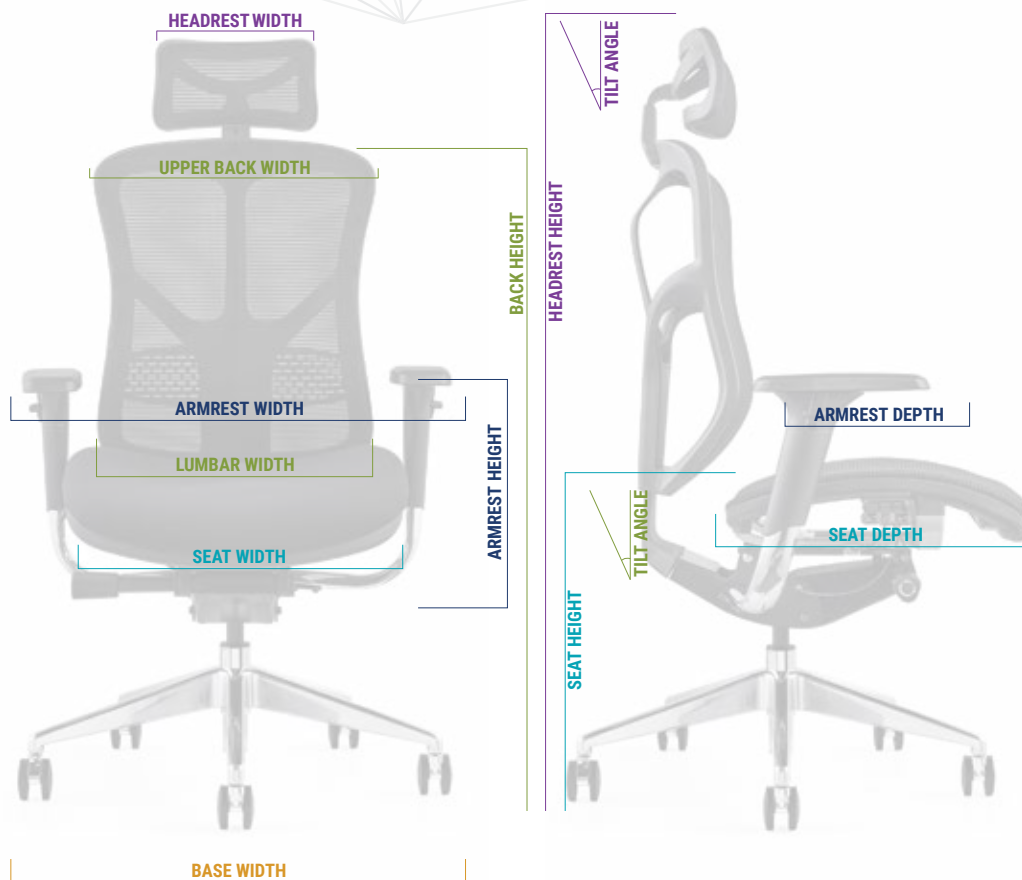 HEADREST WIDTH
UPPER BACK WIDTH
BACK HEIGHT
ARMREST WIDTH
LUMBAR WIDTH
ARMREST HEIGHT
SEAT WIDTH
BASE WIDTH
TILT ANGLE
HEADREST HEIGHT
ARMREST DEPTH
TILT ANGLE
SEAT DEPTH
SEAT HEIGHT